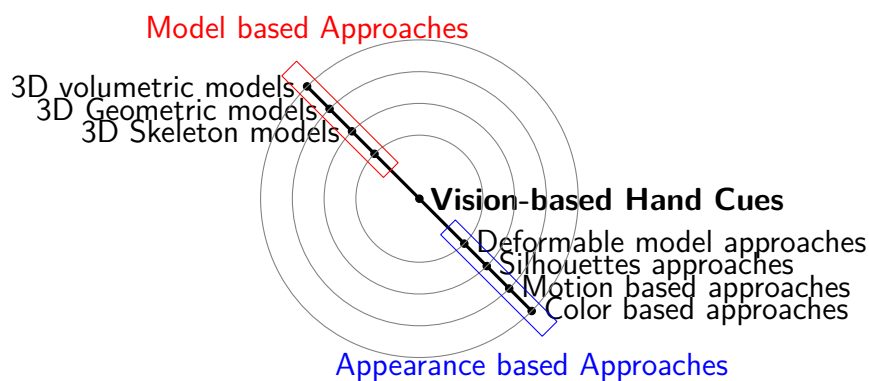 Model based Approaches
3D volumetric models
3D Geometric models
3D Skeleton models
Vision-based Hand Cues
Deformable model approaches
Silhouettes approaches
Motion based approaches
Color based approaches
Appearance based Approaches